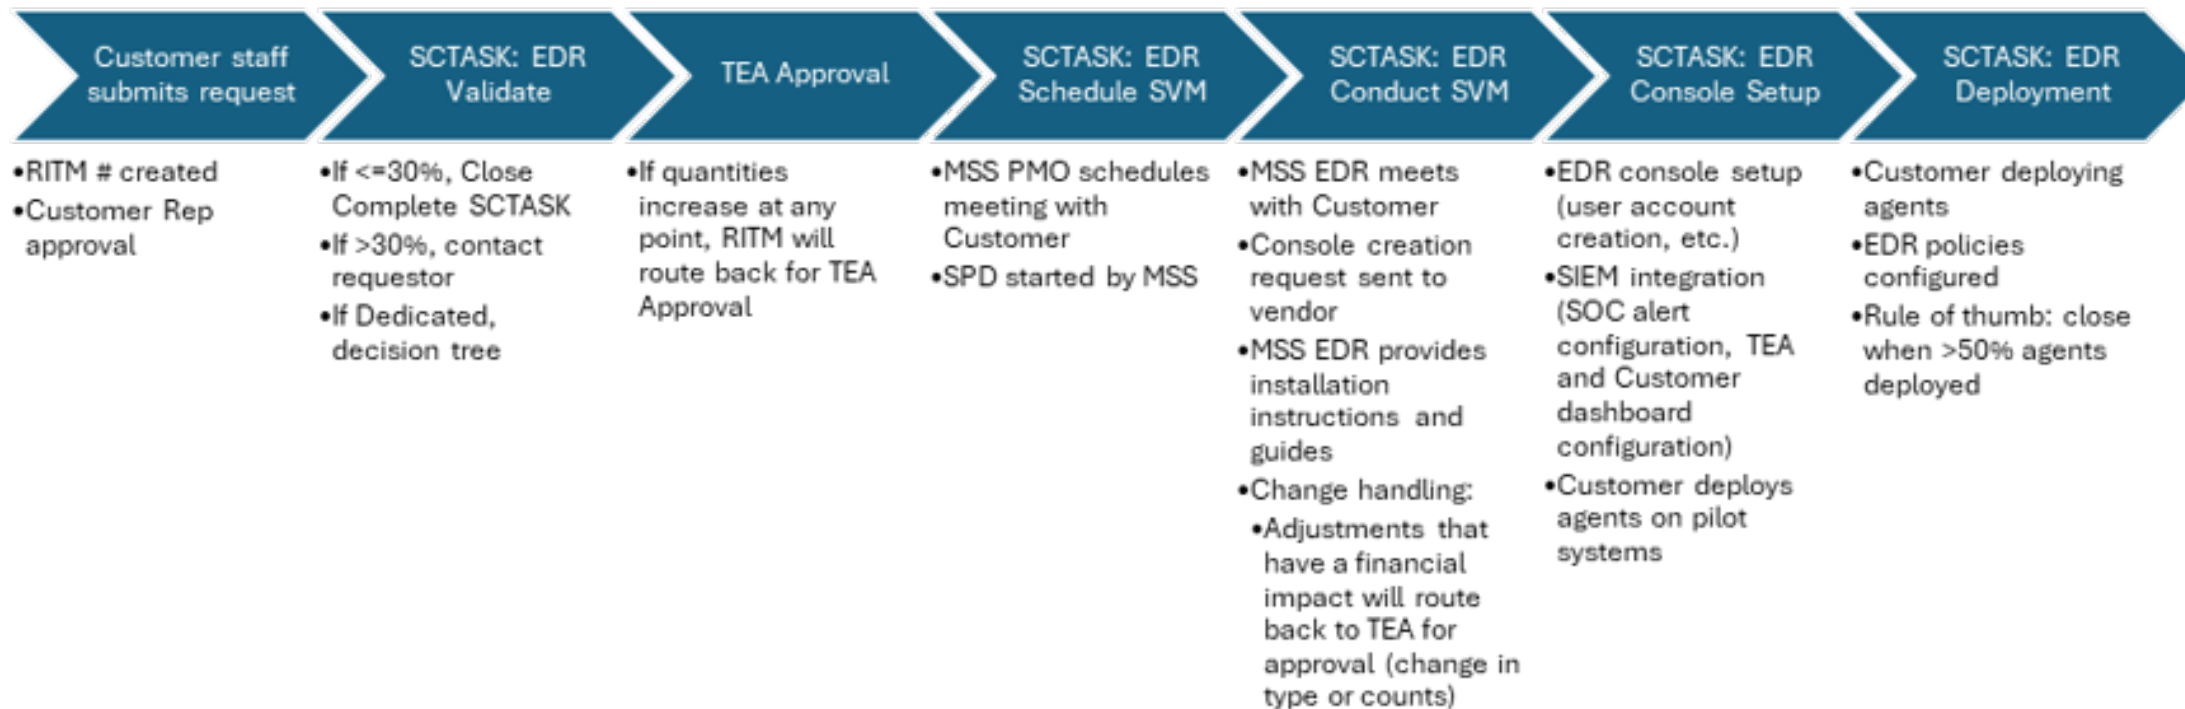 Customer staff
submits request
SCTASK: EDR
Validate
TEA Approval
SCTASK: EDR
Schedule SVM
SCTASK: EDR
Conduct SVM
SCTASK: EDR
Console Setup
SCTASK: EDR
Deployment
•RITM # created
•Customer Rep
approval
•If <=30%, Close
Complete SCTASK
•If >30%, contact
requestor
•If Dedicated,
decision tree
•If quantities
increase at any
point, RITM will
route back for TEA
Approval
•MSS PMO schedules
meeting with
Customer
•SPD started by MSS
•MSS EDR meets
with Customer
•Console creation
request sent to
vendor
•MSS EDR provides
installation
instructions and
guides
•Change handling:
•Adjustments that
have a financial
impact will route
back to TEA for
approval (change in
type or counts)
•EDR console setup
(user account
creation, etc.)
•SIEM integration
(SOC alert
configuration, TEA
and Customer
dashboard
configuration)
•Customer deploys
agents on pilot
systems
•Customer deploying
agents
•EDR policies
configured
•Rule of thumb: close
when >50% agents
deployed